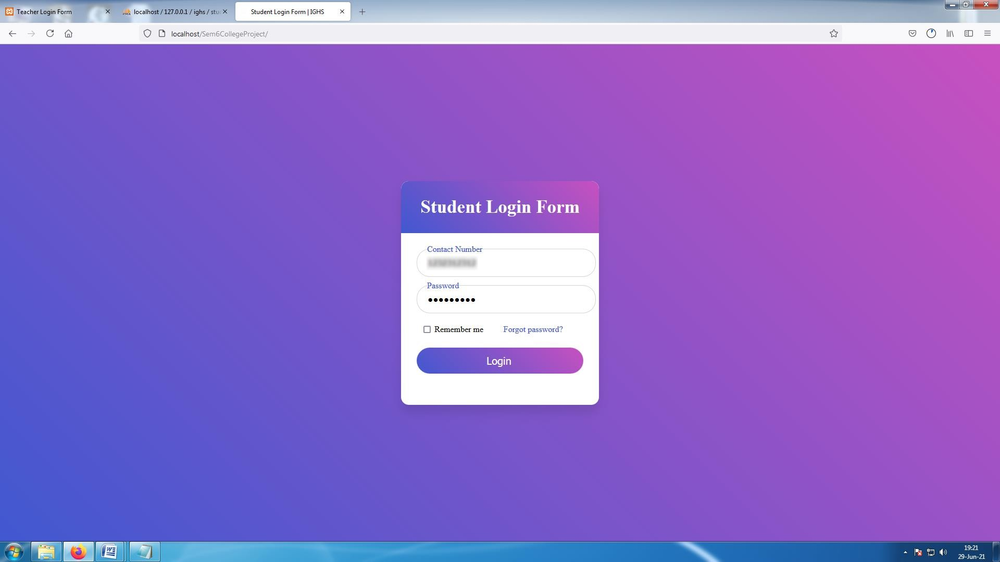 Teacher Login Form
localhost / 127.0.0.1 / ighs / stu
Student Login Form | IGHS
localhost/Sem6CollegeProject/
Student Login Form
Contact Number
Password
Remember me
Forgot password?
Login
19:21
29-Jun-21